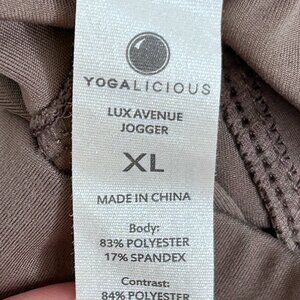 YOGALICIOUS
LUX AVENUE
JOGGER
XL
MADE IN CHINA
Body:
83% POLYESTER
17% SPANDEX
Contrast:
84% POLYESTER